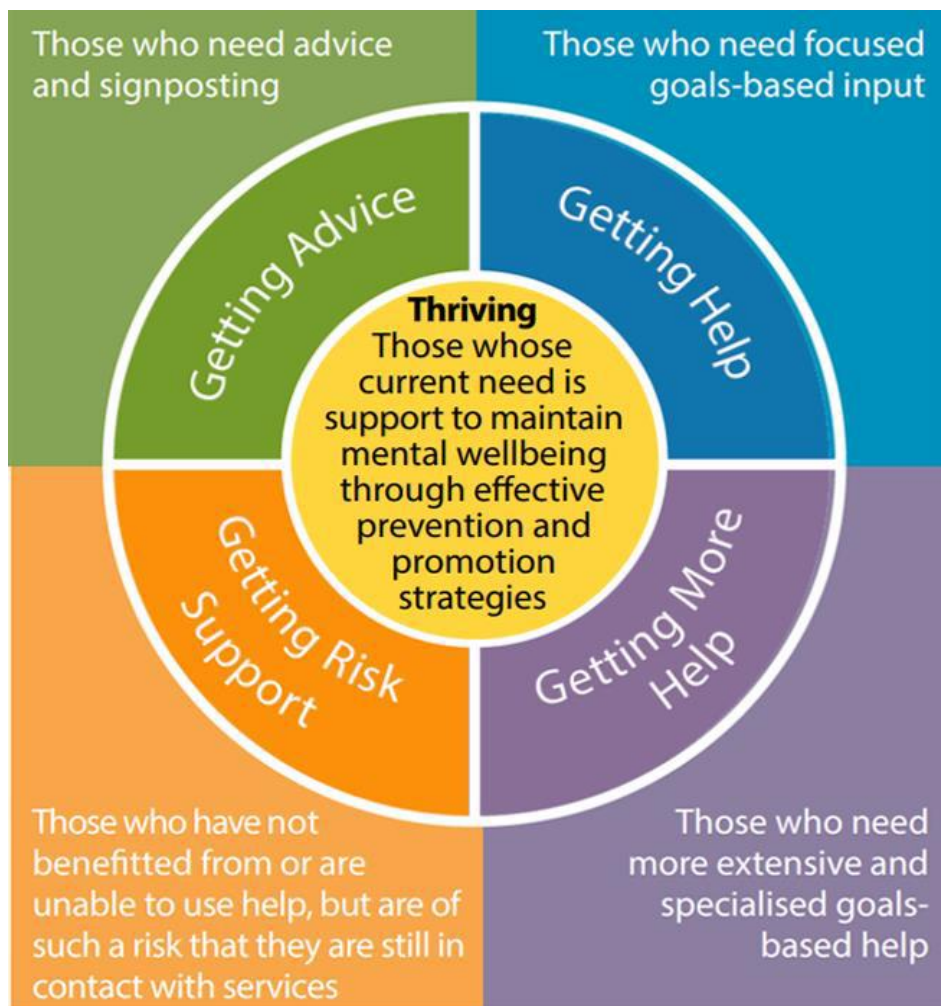 Those who need advice
and signposting
Those who need focused
goals-based input
Getting Advice
Getting Help
Thriving
Those whose
current need is
support to maintain
mental wellbeing
through effective
prevention and
promotion
strategies
Getting Risk
Support
Getting More
Help
Those who have not
benefitted from or are
unable to use help, but are of
such a risk that they are still in
contact with services
Those who need
more extensive and
specialised goals-
based help